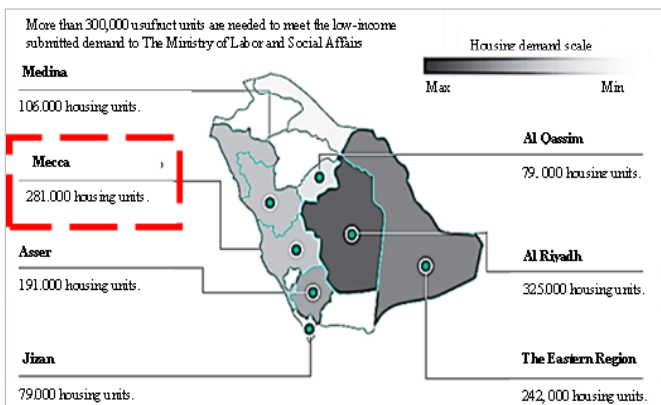 More than 300,000 usufruct units are needed to meet the low-income
submitted demand to The Ministry of Labor and Social Affairs
Housing demand scale
Max Min
Medina
106.000 housing units.
Mecca ,
281.000 housing units.
Asser
191.000 housing units.
Jizan
79.000 housing units.
Al Qassim
79. 000 housing units.
Al Riyadh
325.000 housing units.
The Eastern Region
242, 000 housing units.